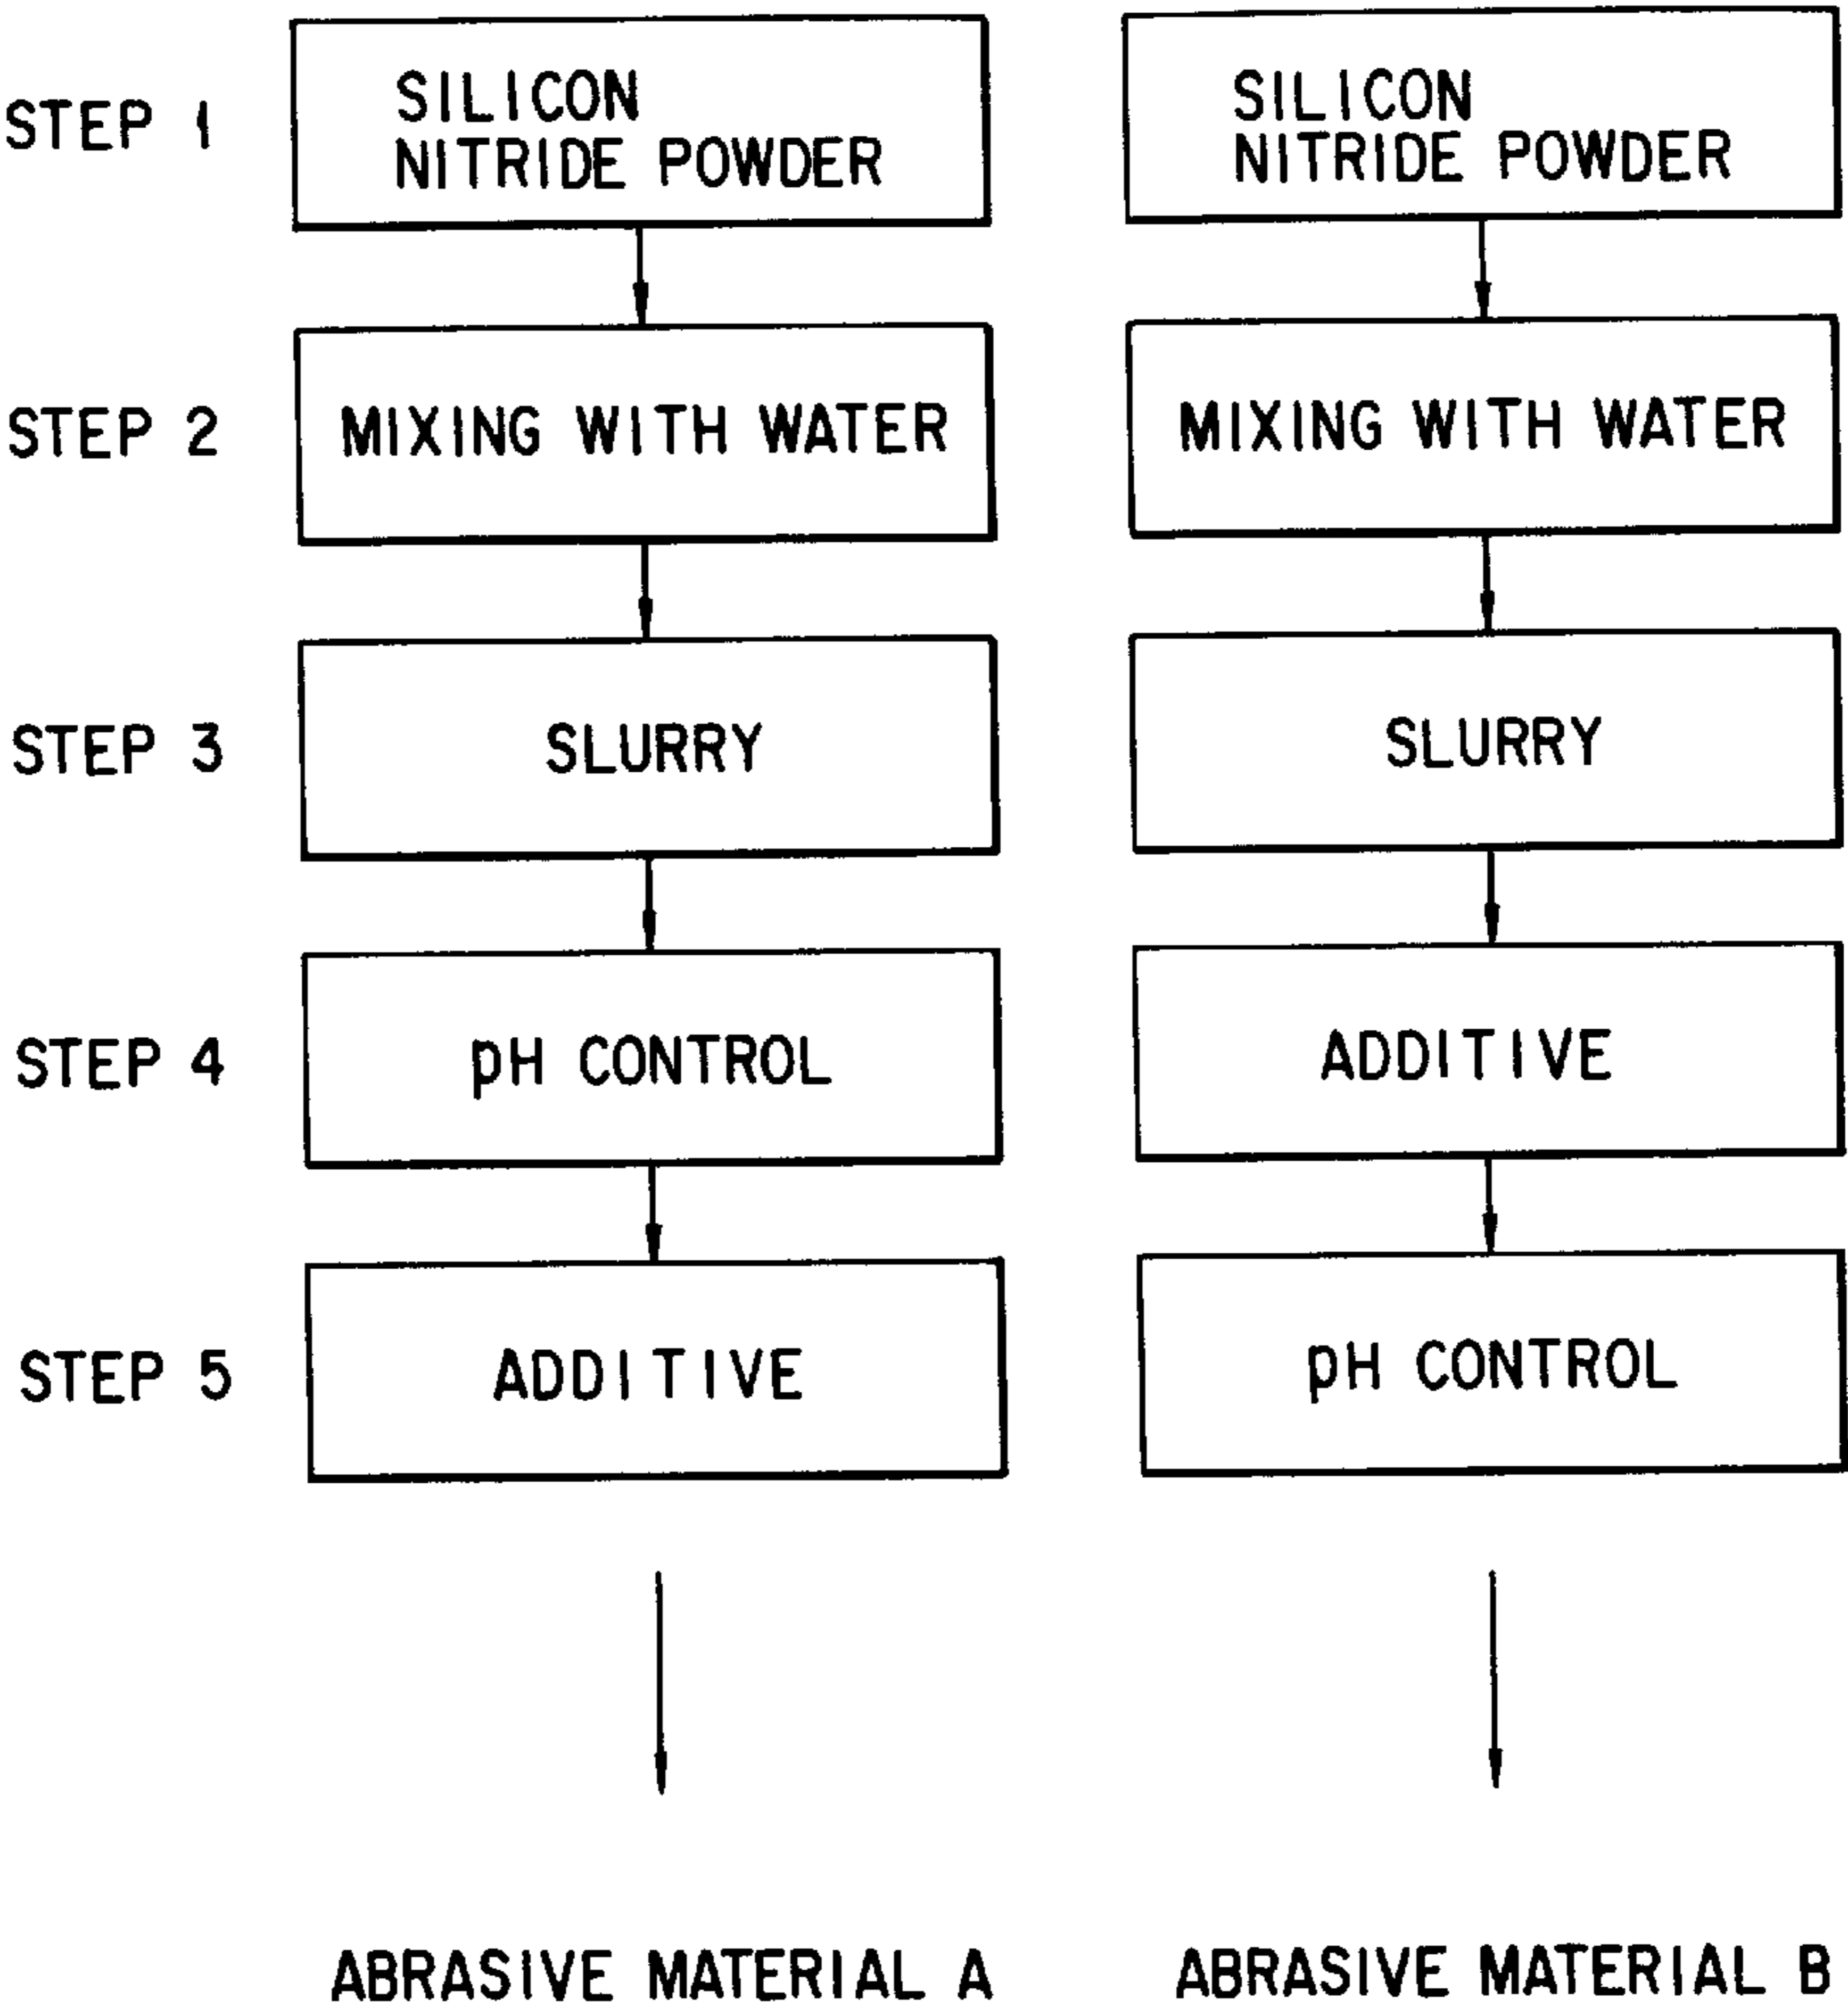 STEP 1
SILICON
NITRIDE POWDER
SILICON
NITRIDE POWDER
STEP 2
MIXING WITH WATER
MIXING WITH WATER
STEP 3
SLURRY
SLURRY
STEP 4
pH CONTROL
ADDITIVE
STEP 5
ADDITIVE
pH CONTROL
ABRASIVE MATERIAL A
ABRASIVE MATERIAL B